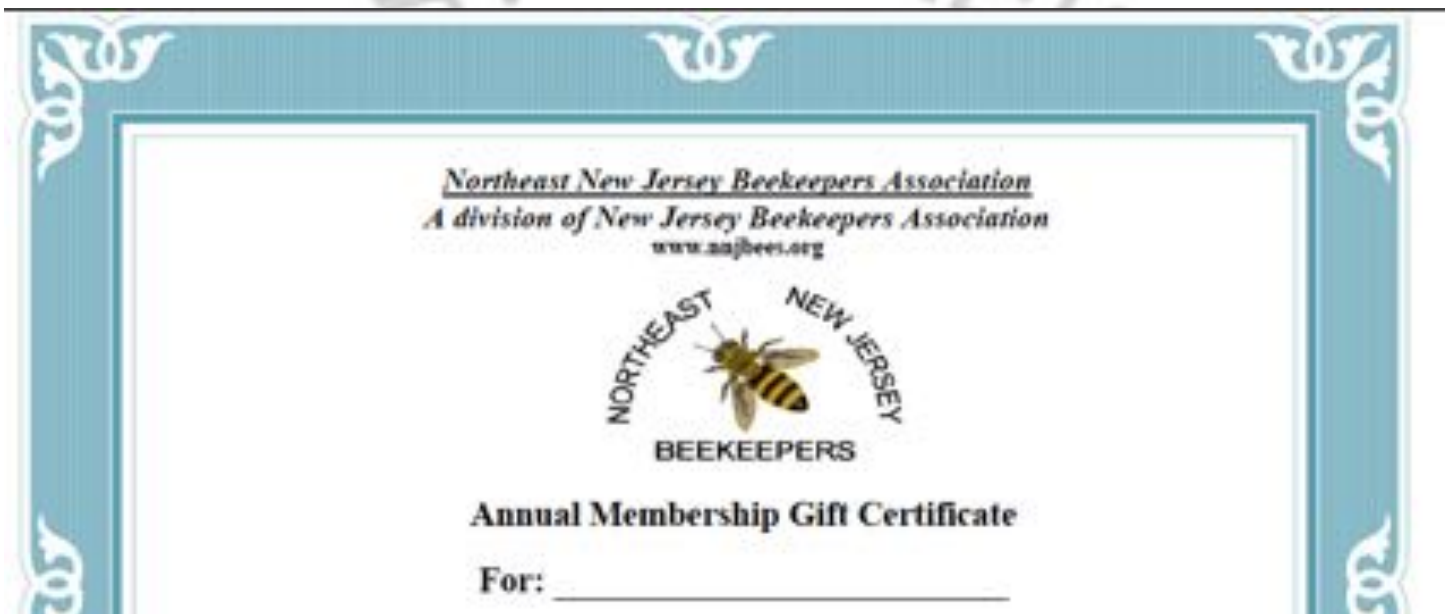 Northeast New Jersey Beekeepers Association
A division of New Jersey Beekeepers Association
www.nnjbees.org
NORTHEAST NEW JERSEY
BEEKEEPERS
Annual Membership Gift Certificate
For: